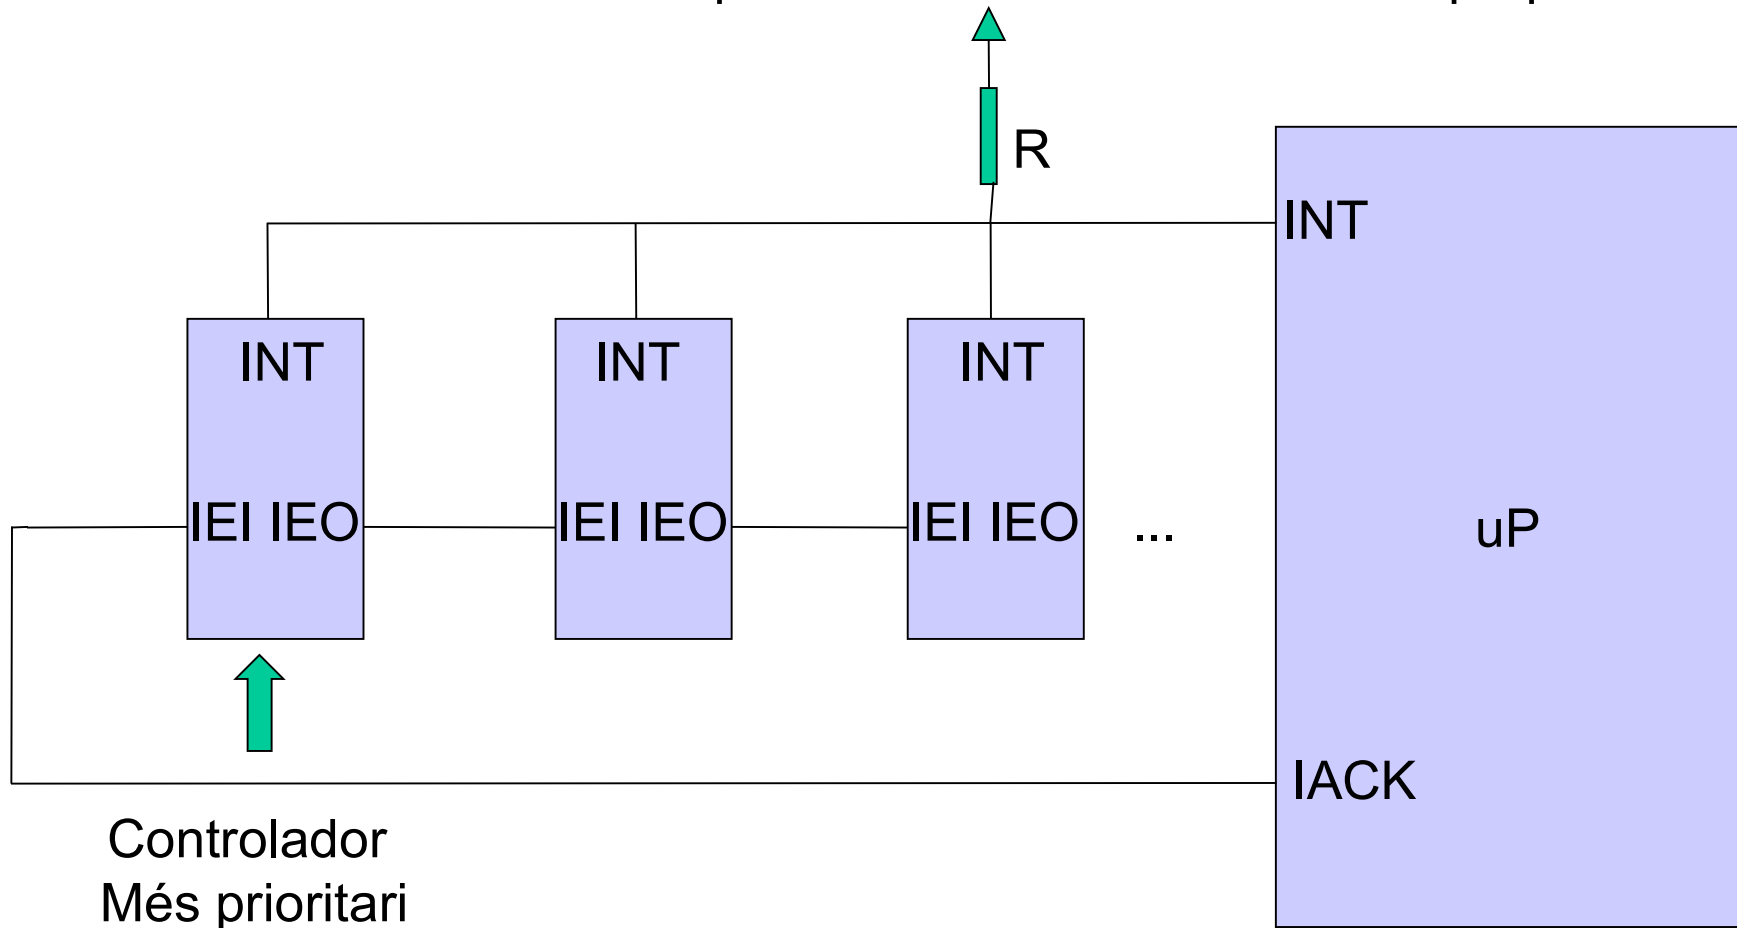 R
INT
INT INT INT
IEI IEO IEI IEO IEI IEO ... uP
IACK
Controlador
Més prioritari